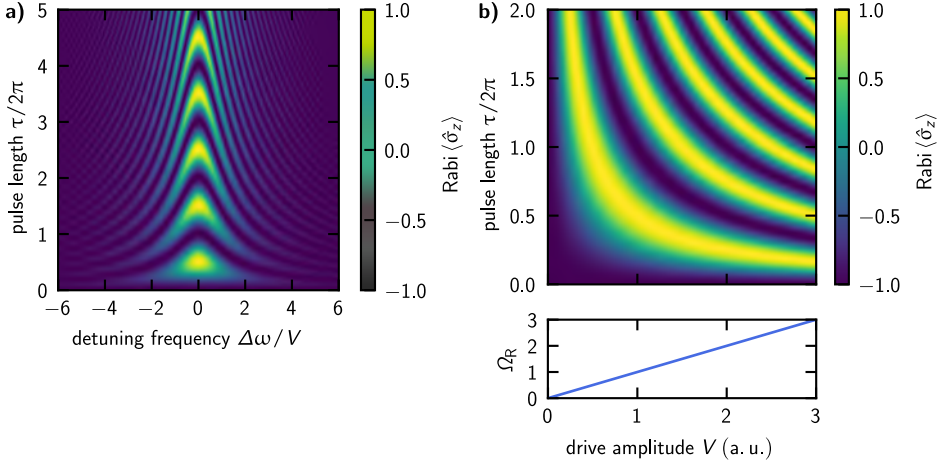 a)
5
4
3
2
1
0
pulse length τ/2π
−6 −4 −2 0 2 4 6
detuning frequency Δω/V
1.0
0.5
0.0
−0.5
−1.0
Rabi ⟨σ̂z⟩
b)
2.0
1.5
1.0
0.5
0.0
pulse length τ/2π
1.0
0.5
0.0
−0.5
−1.0
Rabi ⟨σ̂z⟩
3
2
1
0
ΩR
0 1 2 3
drive amplitude V (a. u.)